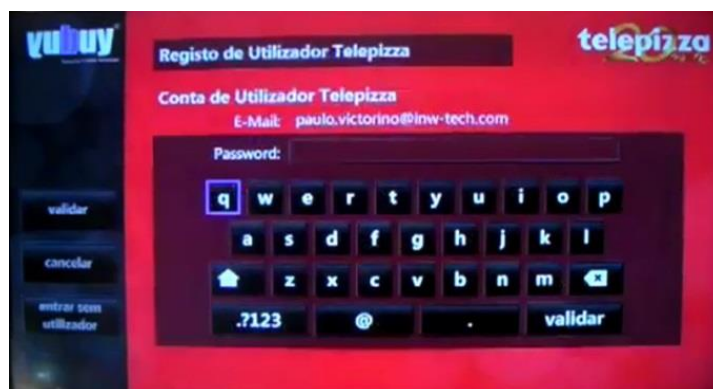 yubuy
telepizza
Registo de Utilizador Telepizza
Conta de Utilizador Telepizza
E-Mail: paulo.victorino@lnw-tech.com
Password:
q w e r t y u i o p
a s d f g h j k l
z x c v b n m
.?123 @ . validar
validar
cancelar
entrar sem
utilizador